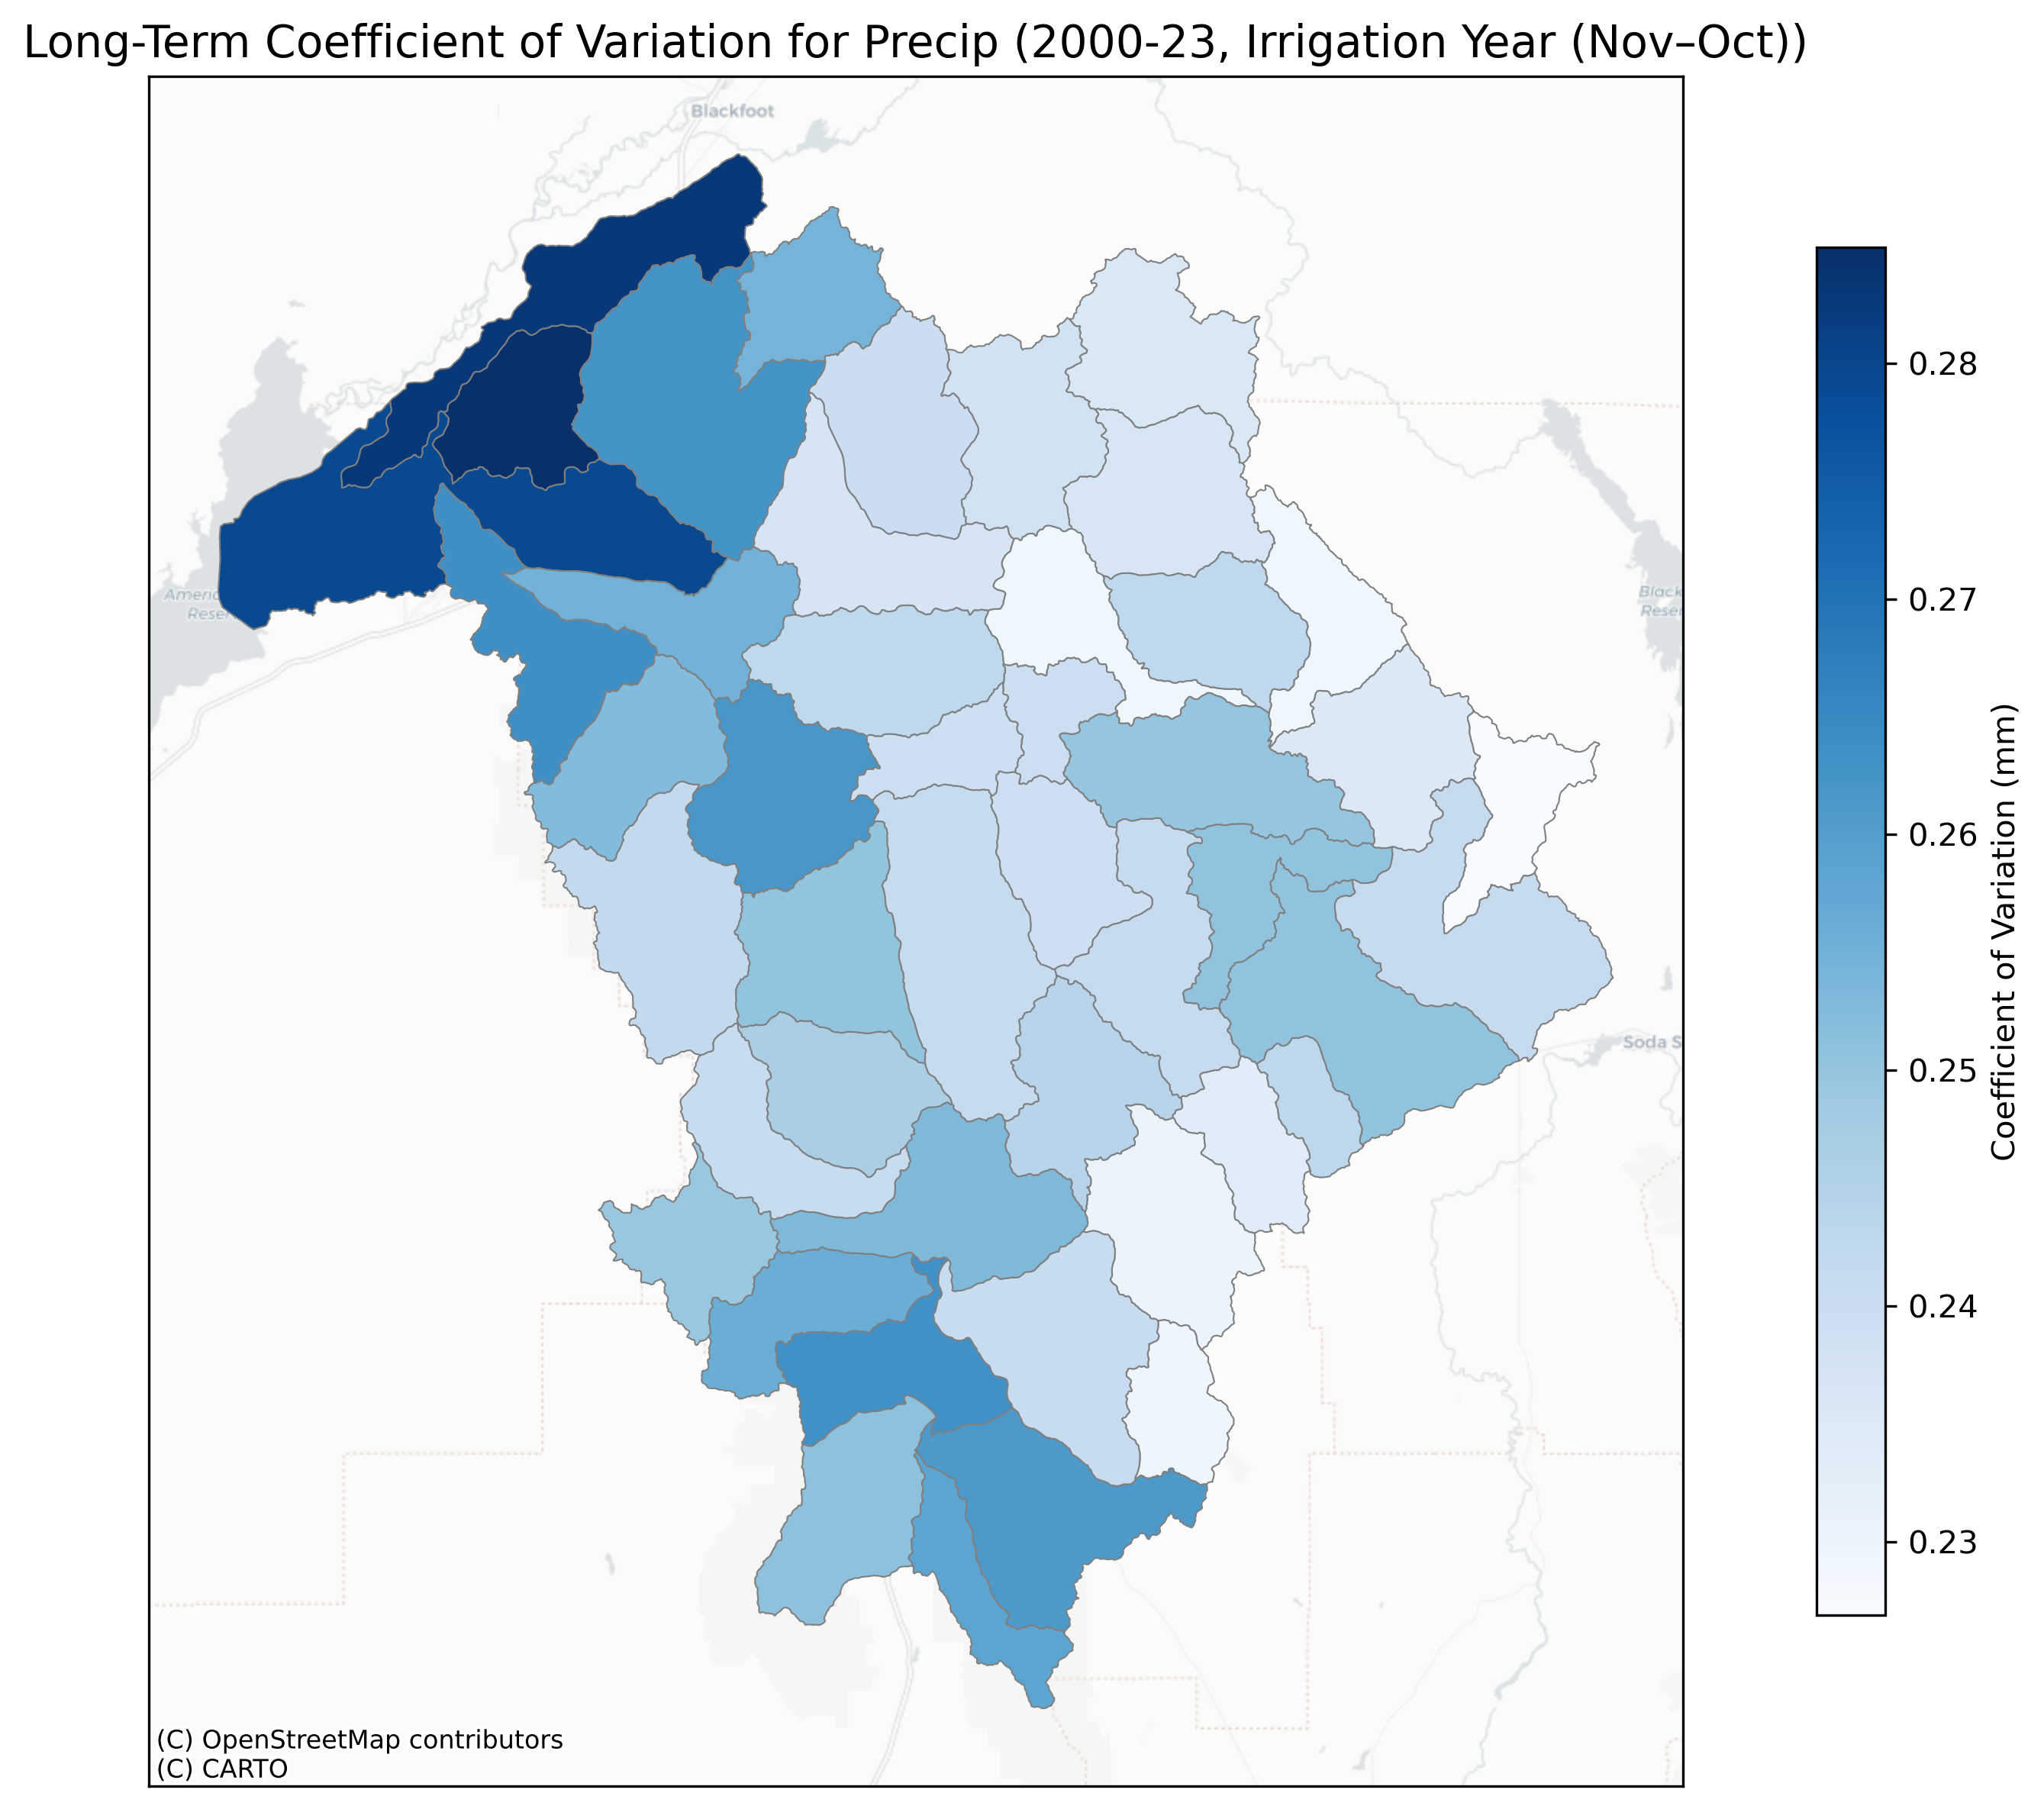 Long-Term Coefficient of Variation for Precip (2000-23, Irrigation Year (Nov–Oct))
Blackfoot
Americ
Reser
Black
Reser
Soda S
0.28
0.27
0.26
0.25
0.24
0.23
Coefficient of Variation (mm)
(C) OpenStreetMap contributors
(C) CARTO